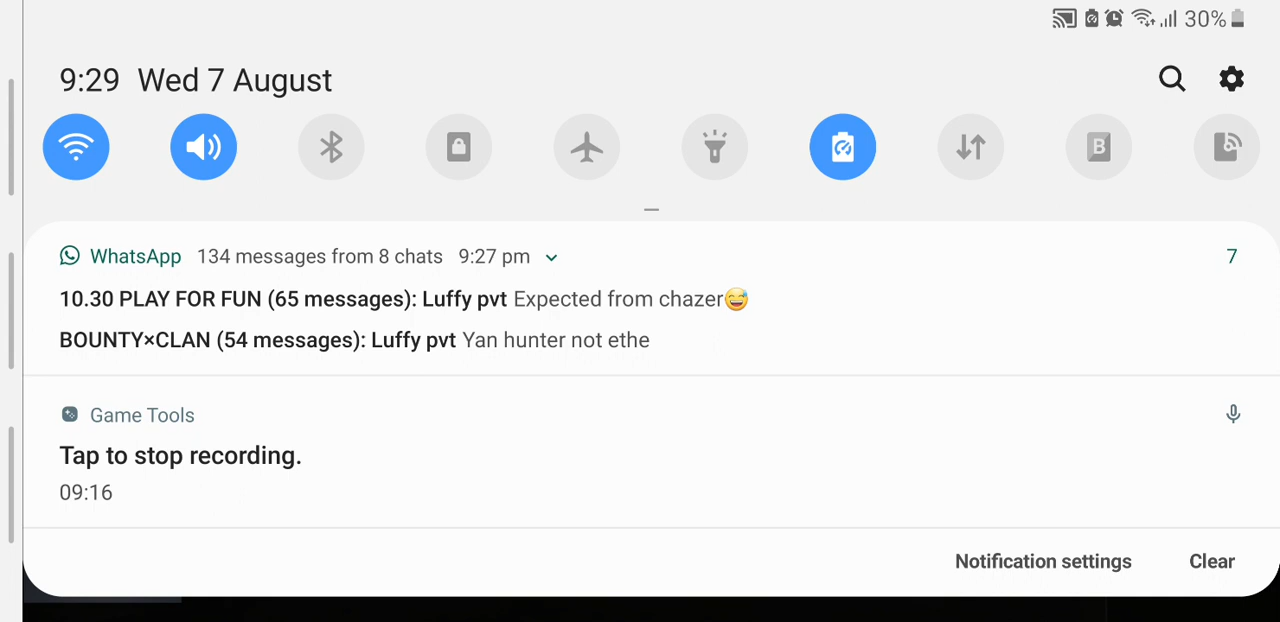 30%
9:29 Wed 7 August
B
WhatsApp 134 messages from 8 chats 9:27 pm 7
10.30 PLAY FOR FUN (65 messages): Luffy pvt Expected from chazer😅
BOUNTY×CLAN (54 messages): Luffy pvt Yan hunter not ethe
Game Tools
Tap to stop recording.
09:16
Notification settings Clear